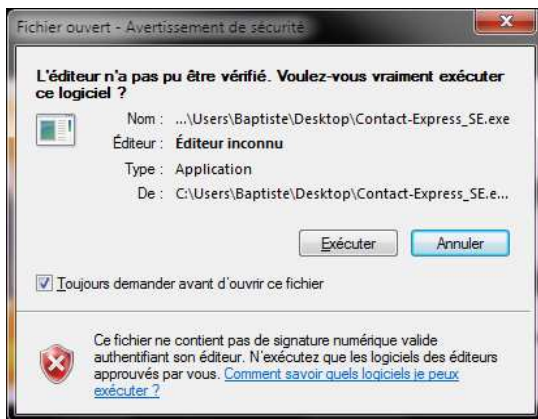 Fichier ouvert - Avertissement de sécurité
L'éditeur n'a pas pu être vérifié. Voulez-vous vraiment exécuter
ce logiciel ?
Nom : ...\Users\Baptiste\Desktop\Contact-Express_SE.exe
Éditeur : Éditeur inconnu
Type : Application
De : C:\Users\Baptiste\Desktop\Contact-Express_SE.e...
Exécuter Annuler
Toujours demander avant d'ouvrir ce fichier
Ce fichier ne contient pas de signature numérique valide
authentifiant son éditeur. N'exécutez que les logiciels des éditeurs
approuvés par vous. Comment savoir quels logiciels je peux
exécuter ?